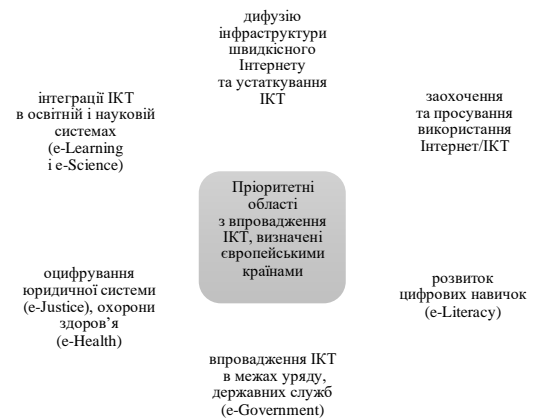 дифузію
інфраструктури
швидкісного
Інтернету
та устаткування
ІКТ
заохочення
та просування
використання
Інтернет/ІКТ
розвиток
цифрових навичок
(e-Literacy)
впровадження ІКТ
в межах уряду,
державних служб
(e-Government)
оцифрування
юридичної системи
(e-Justice), охорони
здоров’я
(e-Health)
інтеграції ІКТ
в освітній і науковій
системах
(e-Learning
і e-Science)
Пріоритетні
області
з впровадження
ІКТ, визначені
європейськими
країнами